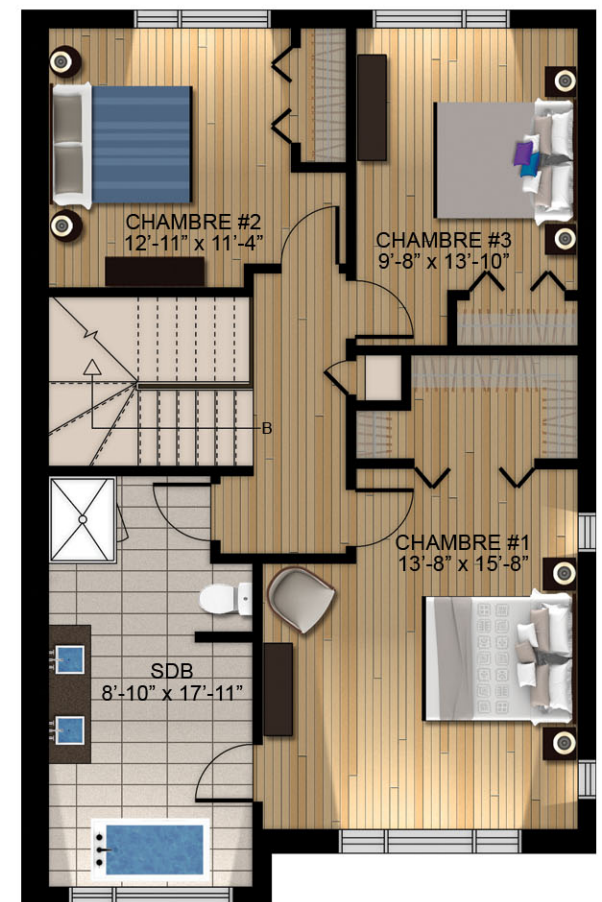 CHAMBRE #2
12'-11" x 11'-4"
CHAMBRE #3
9'-8" x 13'-10"
B
CHAMBRE #1
13'-8" x 15'-8"
SDB
8'-10" x 17'-11"